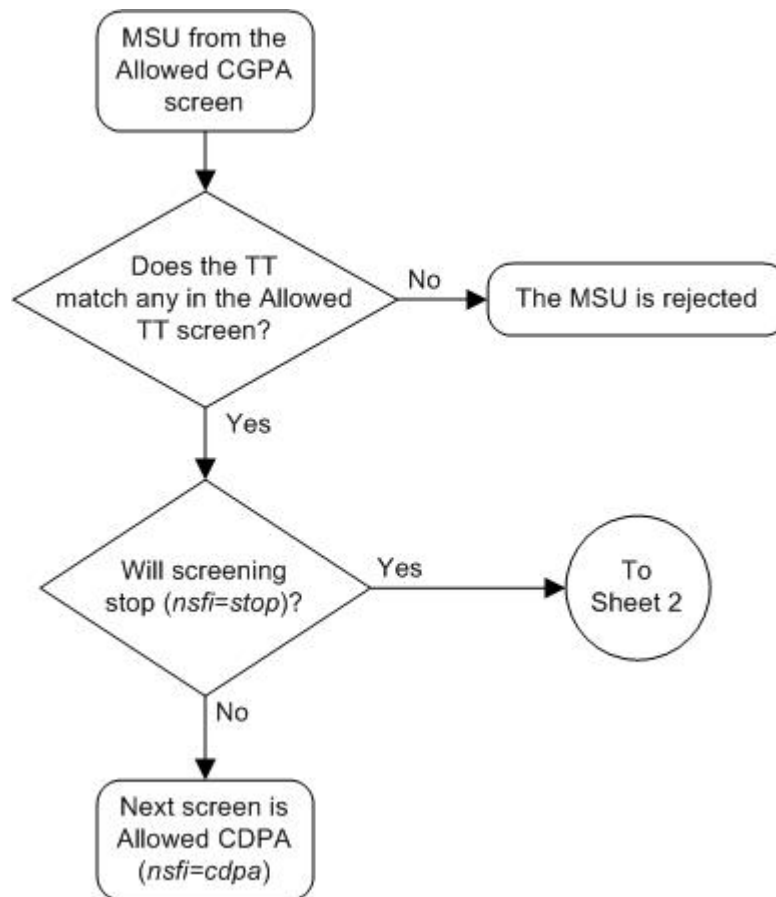 MSU from the
Allowed CGPA
screen
Does the TT
match any in the Allowed
TT screen?
No
The MSU is rejected
Yes
Will screening
stop (nsfi=stop)?
Yes
To
Sheet 2
No
Next screen is
Allowed CDPA
(nsfi=cdpa)